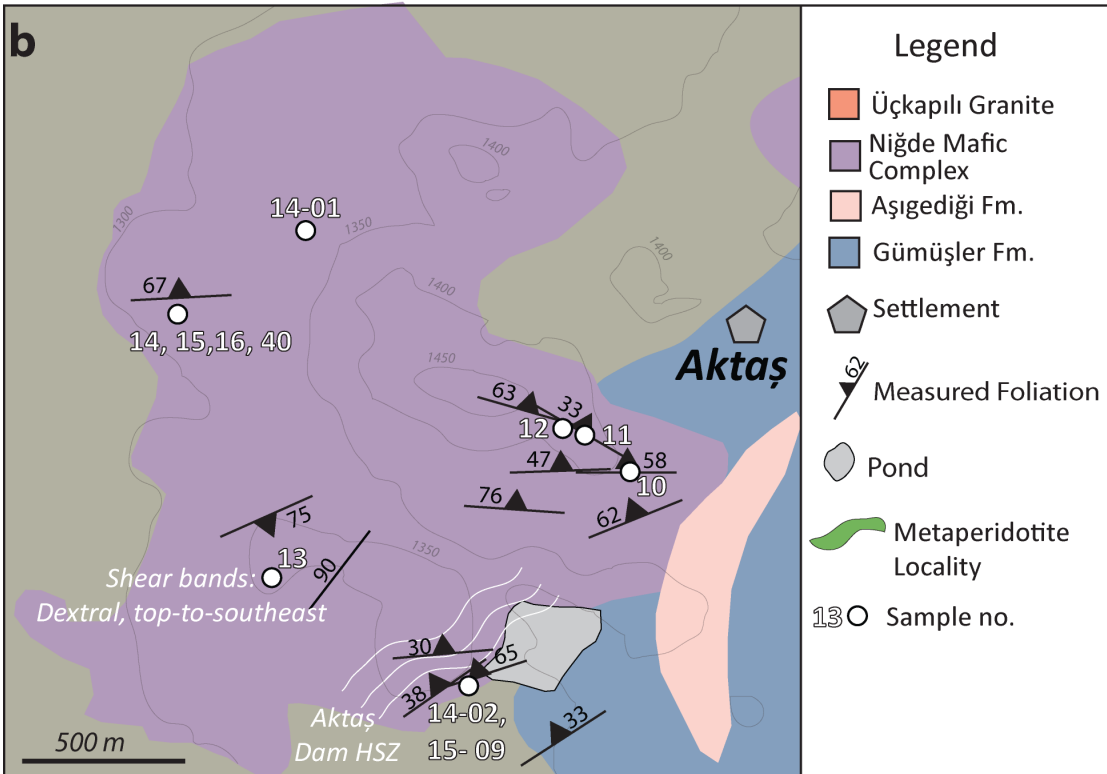 b
1400
14-01
1300
1350
1400
67
14, 15,16, 40
1400
Aktaş
1450
63
33
12
11
47
58
10
76
62
75
13
90
1350
Shear bands:
Dextral, top-to-southeast
30
65
38
14-02,
15- 09
33
Aktaş
Dam HSZ
500 m
Legend
Üçkapılı Granite
Niğde Mafic
Complex
Aşıgediği Fm.
Gümüşler Fm.
Settlement
62
Measured Foliation
Pond
Metaperidotite
Locality
13 Sample no.